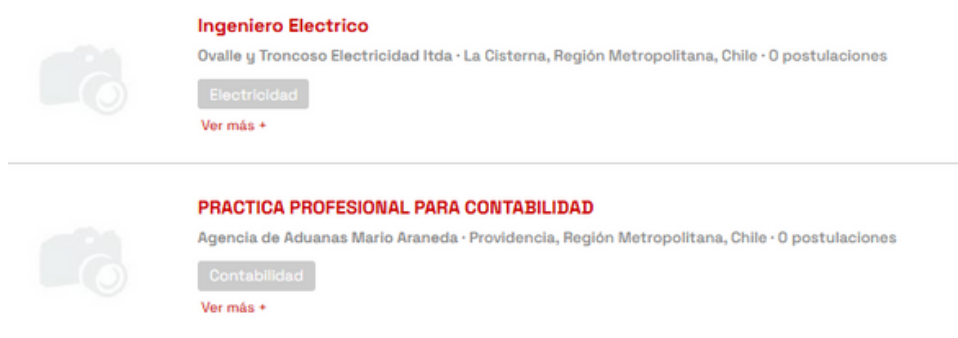 Ingeniero Electrico
Ovalle y Troncoso Electricidad ltda · La Cisterna, Región Metropolitana, Chile · 0 postulaciones
Electricidad
Ver más +
PRACTICA PROFESIONAL PARA CONTABILIDAD
Agencia de Aduanas Mario Araneda · Providencia, Región Metropolitana, Chile · 0 postulaciones
Contabilidad
Ver más +